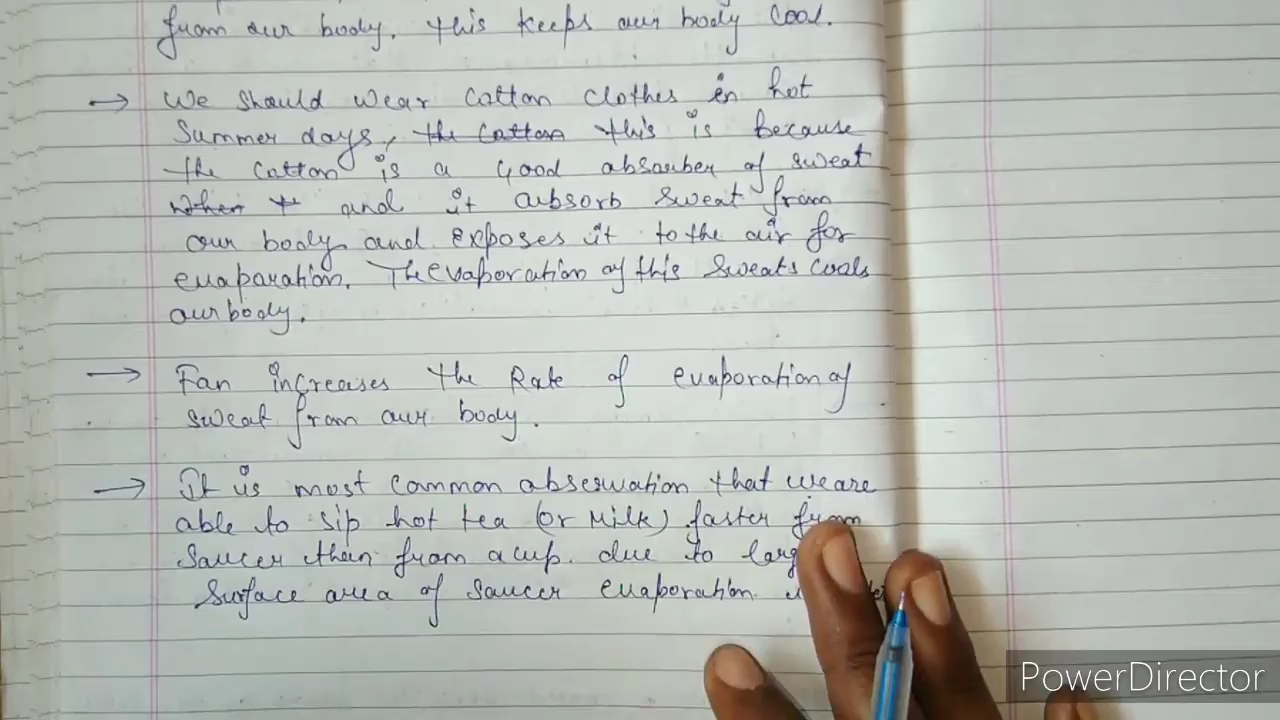 from our body. This keeps our body cool.
→ We should wear cotton clothes in hot
Summer days, the cotton this is because
the cotton is a good absorber of sweat
when t and it absorb sweat from
our body and exposes it to the air for
evaporation. The evaporation of this sweats cools
our body.
→ Fan increases the Rate of evaporation of
sweat from our body.
→ It is most common observation that we are
able to sip hot tea (or Milk) faster from
Saucer than from a cup. due to larg
Surface area of saucer evaporation
PowerDirector